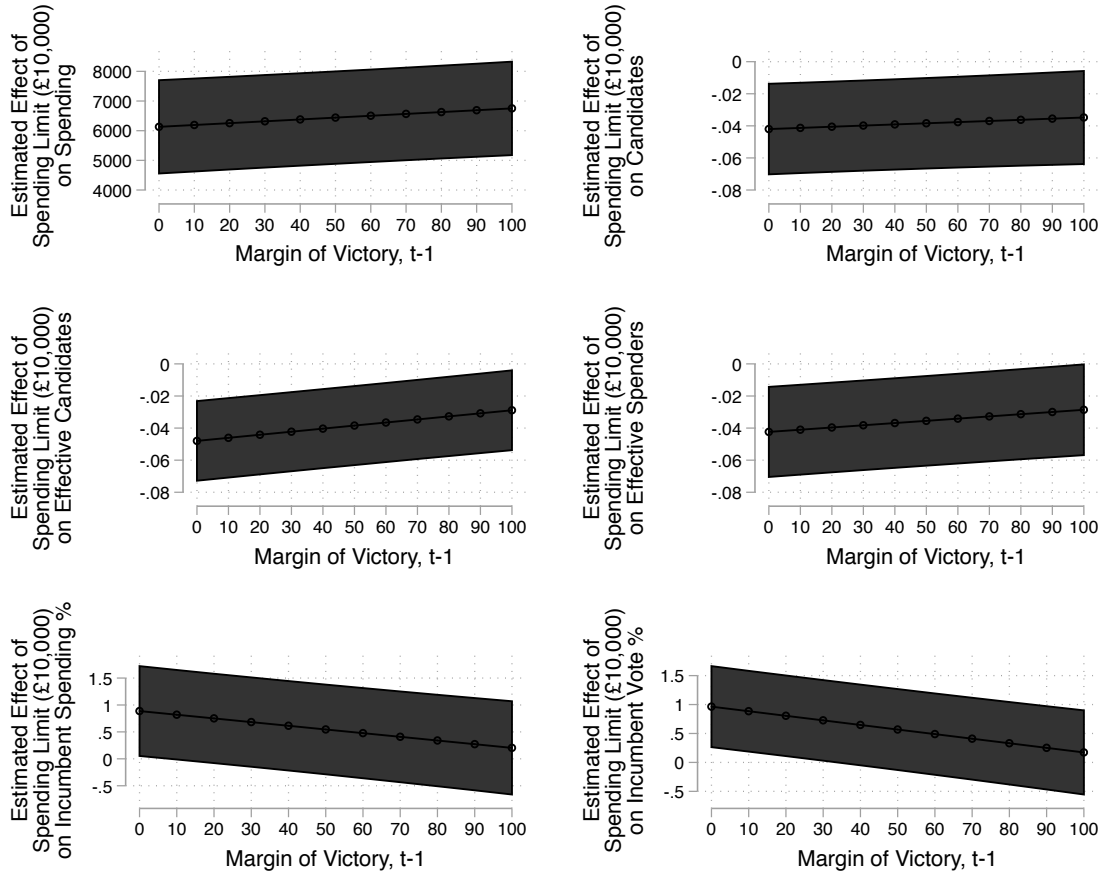 Estimated Effect of
Spending Limit (£10,000)
on Spending
8000
7000
6000
5000
4000
0 10 20 30 40 50 60 70 80 90 100
Margin of Victory, t-1
Estimated Effect of
Spending Limit (£10,000)
on Candidates
0
-.02
-.04
-.06
-.08
0 10 20 30 40 50 60 70 80 90 100
Margin of Victory, t-1
Estimated Effect of
Spending Limit (£10,000)
on Effective Candidates
0
-.02
-.04
-.06
-.08
0 10 20 30 40 50 60 70 80 90 100
Margin of Victory, t-1
Estimated Effect of
Spending Limit (£10,000)
on Effective Spenders
0
-.02
-.04
-.06
-.08
0 10 20 30 40 50 60 70 80 90 100
Margin of Victory, t-1
Estimated Effect of
Spending Limit (£10,000)
on Incumbent Spending %
1.5
1
.5
0
-.5
0 10 20 30 40 50 60 70 80 90 100
Margin of Victory, t-1
Estimated Effect of
Spending Limit (£10,000)
on Incumbent Vote %
1.5
1
.5
0
-.5
0 10 20 30 40 50 60 70 80 90 100
Margin of Victory, t-1